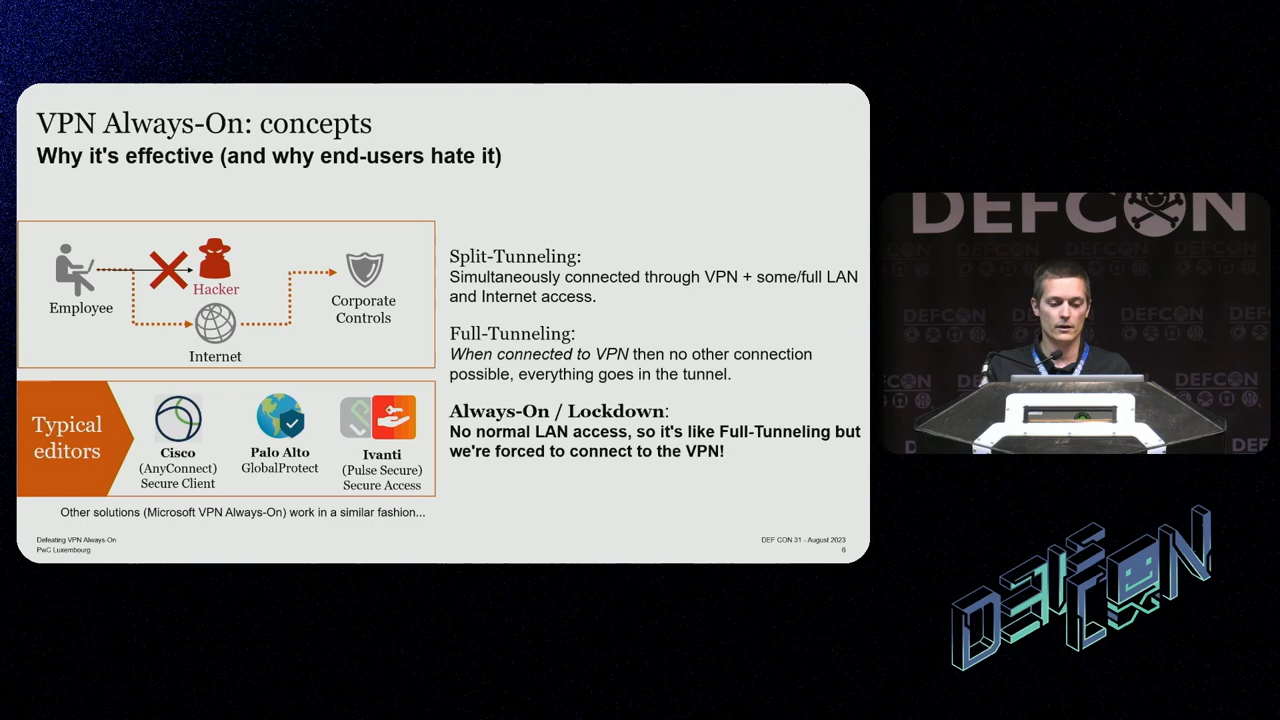 VPN Always-On: concepts
Why it's effective (and why end-users hate it)
Employee
Hacker
Internet
Corporate
Controls
Typical
editors
Cisco
(AnyConnect)
Secure Client
Palo Alto
GlobalProtect
Ivanti
(Pulse Secure)
Secure Access
Other solutions (Microsoft VPN Always-On) work in a similar fashion...
Split-Tunneling:
Simultaneously connected through VPN + some/full LAN
and Internet access.
Full-Tunneling:
When connected to VPN then no other connection
possible, everything goes in the tunnel.
Always-On / Lockdown:
No normal LAN access, so it's like Full-Tunneling but
we're forced to connect to the VPN!
Defeating VPN Always-On
PwC Luxembourg
DEF CON 31 - August 2023
6
DEFCON
DEFCON
DEFCON
DEFCON
DEFCON